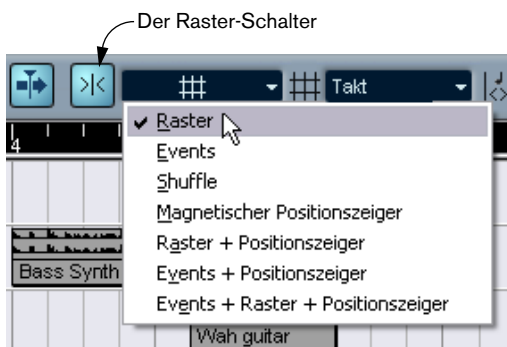 Der Raster-Schalter
Takt
4
Raster
Events
Shuffle
Magnetischer Positionszeiger
Raster + Positionszeiger
Events + Positionszeiger
Events + Raster + Positionszeiger
Bass Synth
Wah guitar